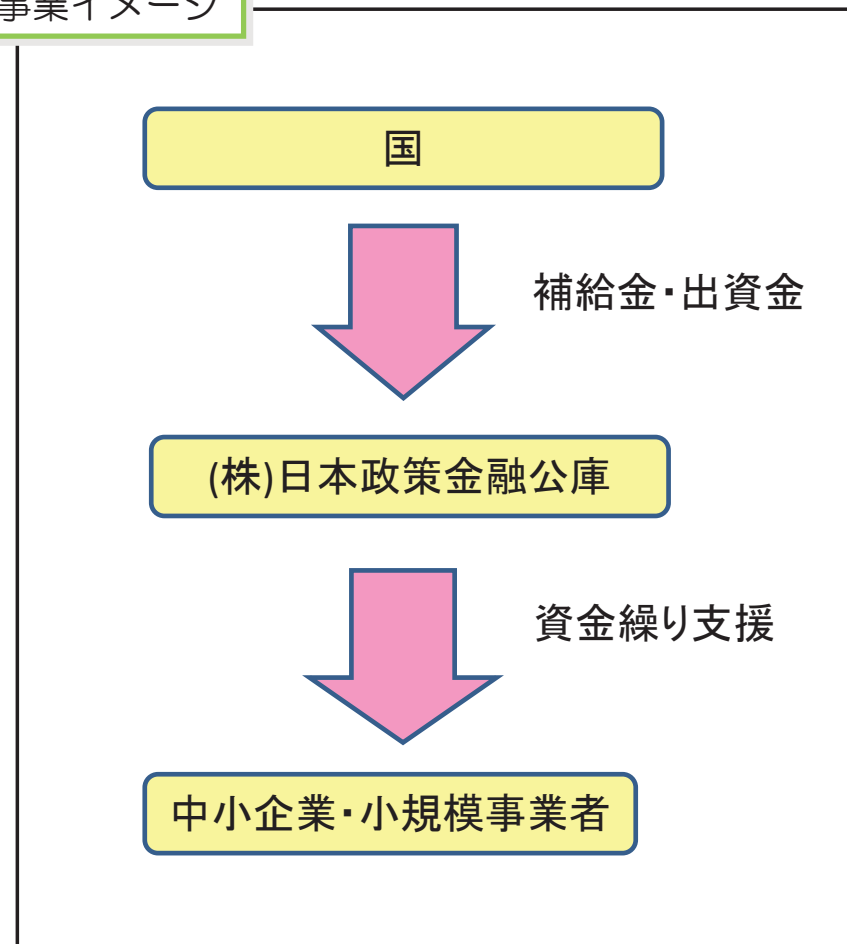 事業イメージ
国
補給金・出資金
(株)日本政策金融公庫
資金繰り支援
中小企業・小規模事業者